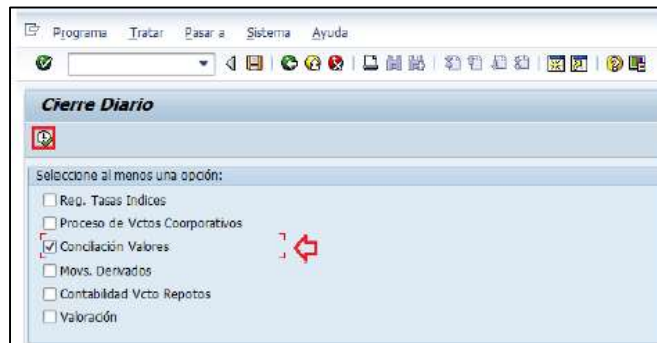 Programa Tratar Pasar a Sistema Ayuda
Cierre Diario
Seleccione al menos una opción:
Reg. Tasas Indices
Proceso de Vctos Coorporativos
Conciliación Valores
Movs. Derivados
Contabilidad Vcto Repotos
Valoración